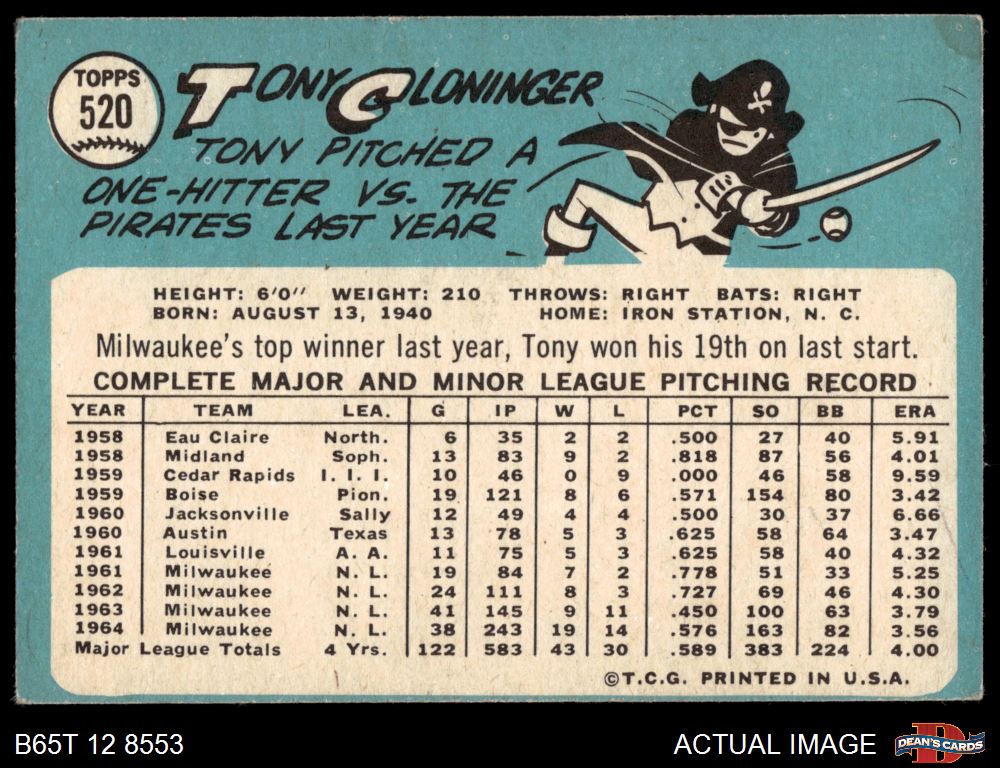 TOPPS
520
TONY CLONINGER
TONY PITCHED A
ONE-HITTER VS. THE
PIRATES LAST YEAR
HEIGHT: 6'0" WEIGHT: 210 THROWS: RIGHT BATS: RIGHT
BORN: AUGUST 13, 1940 HOME: IRON STATION, N. C.
Milwaukee's top winner last year, Tony won his 19th on last start.
COMPLETE MAJOR AND MINOR LEAGUE PITCHING RECORD
YEAR TEAM LEA. G IP W L PCT SO BB ERA
1958 Eau Claire North. 6 35 2 2 .500 27 40 5.91
1958 Midland Soph. 13 83 9 2 .818 87 56 4.01
1959 Cedar Rapids I. I. I. 10 46 0 9 .000 46 58 9.59
1959 Boise Pion. 19 121 8 6 .571 154 80 3.42
1960 Jacksonville Sally 12 49 4 4 .500 30 37 6.66
1960 Austin Texas 13 78 5 3 .625 58 64 3.47
1961 Louisville A. A. 11 75 5 3 .625 58 40 4.32
1961 Milwaukee N. L. 19 84 7 2 .778 51 33 5.25
1962 Milwaukee N. L. 24 111 8 3 .727 69 46 4.30
1963 Milwaukee N. L. 41 145 9 11 .450 100 63 3.79
1964 Milwaukee N. L. 38 243 19 14 .576 163 82 3.56
Major League Totals 4 Yrs. 122 583 43 30 .589 383 224 4.00
©T.C.G. PRINTED IN U.S.A.
B65T 12 8553 ACTUAL IMAGE DEAN'S CARDS